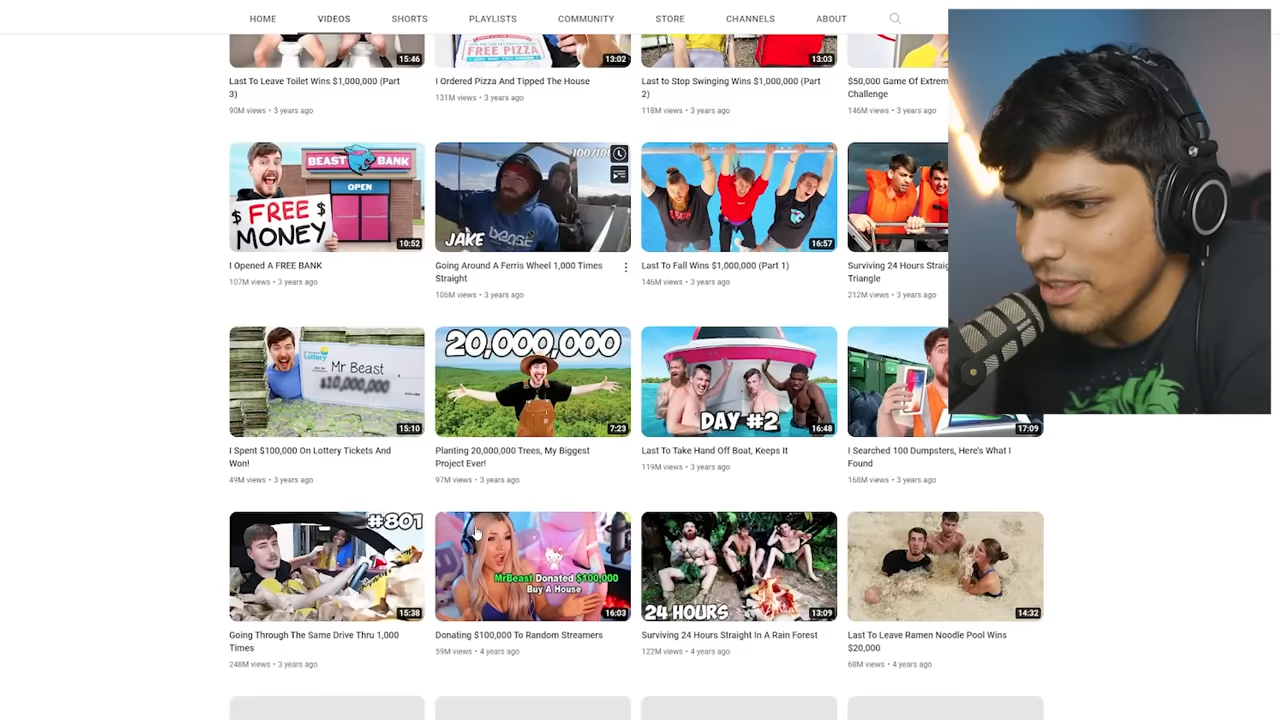 HOME VIDEOS SHORTS PLAYLISTS COMMUNITY STORE CHANNELS ABOUT
FREE PIZZA
15:46 13:02 13:03
Last To Leave Toilet Wins $1,000,000 (Part
3)
90M views • 3 years ago
I Ordered Pizza And Tipped The House
131M views • 3 years ago
Last to Stop Swinging Wins $1,000,000 (Part
2)
118M views • 3 years ago
$50,000 Game Of Extrem
Challenge
146M views • 3 years ago
BEAST BANK
OPEN
$ FREE $
MONEY
10:52
100/10
JAKE
16:57
I Opened A FREE BANK
107M views • 3 years ago
Going Around A Ferris Wheel 1,000 Times
Straight
106M views • 3 years ago
Last To Fall Wins $1,000,000 (Part 1)
146M views • 3 years ago
Surviving 24 Hours Straig
Triangle
212M views • 3 years ago
Lottery
Mr Beast
$10,000,000
15:10
20,000,000
7:23
DAY #2
16:48
17:09
I Spent $100,000 On Lottery Tickets And
Won!
49M views • 3 years ago
Planting 20,000,000 Trees, My Biggest
Project Ever!
97M views • 3 years ago
Last To Take Hand Off Boat, Keeps It
119M views • 3 years ago
I Searched 100 Dumpsters, Here's What I
Found
168M views • 3 years ago
#801
15:38
MrBeast Donated $100,000
Buy A House
16:03
24 HOURS
13:09
14:32
Going Through The Same Drive Thru 1,000
Times
248M views • 3 years ago
Donating $100,000 To Random Streamers
59M views • 4 years ago
Surviving 24 Hours Straight In A Rain Forest
122M views • 4 years ago
Last To Leave Ramen Noodle Pool Wins
$20,000
68M views • 4 years ago